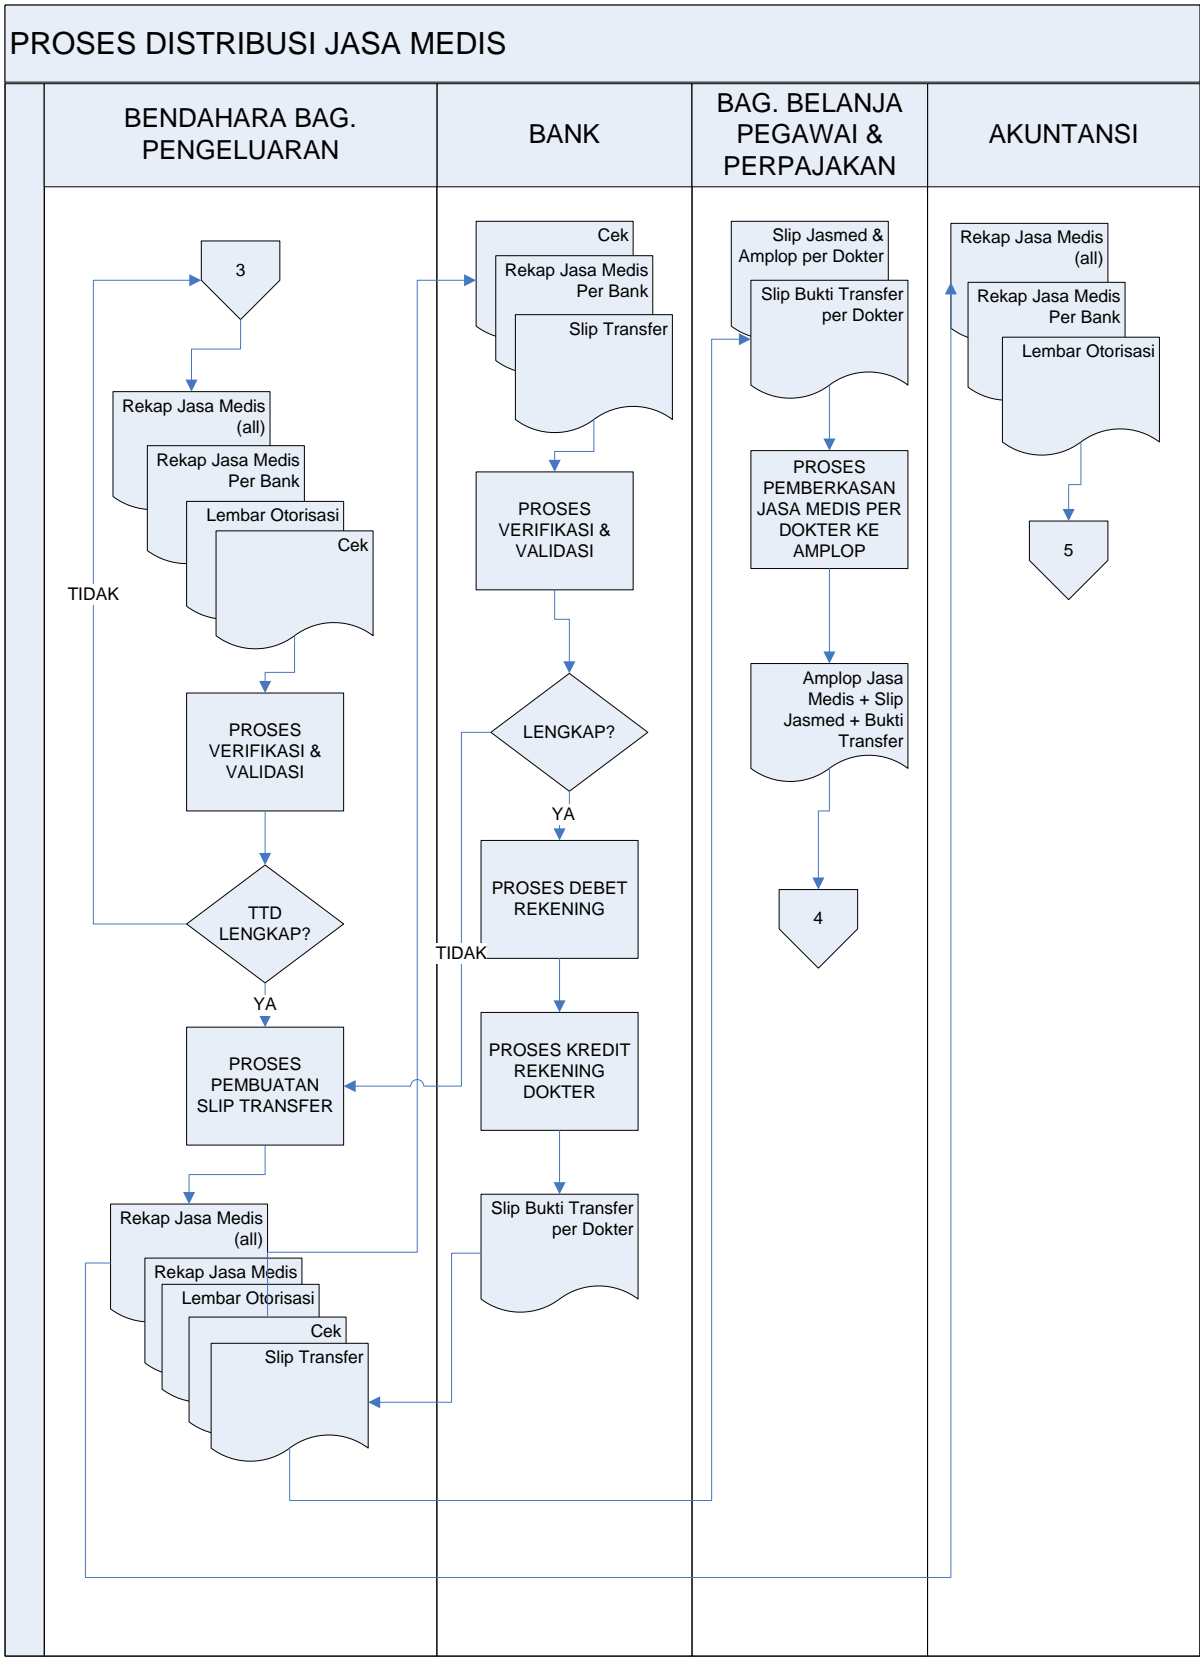 PROSES DISTRIBUSI JASA MEDIS
BENDAHARA BAG.
PENGELUARAN
BANK
BAG. BELANJA
PEGAWAI &
PERPAJAKAN
AKUNTANSI
3
Rekap Jasa Medis
(all)
Rekap Jasa Medis
Per Bank
Lembar Otorisasi
Cek
TIDAK
PROSES
VERIFIKASI &
VALIDASI
TTD
LENGKAP?
YA
PROSES
PEMBUATAN
SLIP TRANSFER
Rekap Jasa Medis
(all)
Rekap Jasa Medis
Lembar Otorisasi
Cek
Slip Transfer
Cek
Rekap Jasa Medis
Per Bank
Slip Transfer
PROSES
VERIFIKASI &
VALIDASI
LENGKAP?
YA
TIDAK
PROSES DEBET
REKENING
PROSES KREDIT
REKENING
DOKTER
Slip Bukti Transfer
per Dokter
Slip Jasmed &
Amplop per Dokter
Slip Bukti Transfer
per Dokter
PROSES
PEMBERKASAN
JASA MEDIS PER
DOKTER KE
AMPLOP
Amplop Jasa
Medis + Slip
Jasmed + Bukti
Transfer
4
Rekap Jasa Medis
(all)
Rekap Jasa Medis
Per Bank
Lembar Otorisasi
5